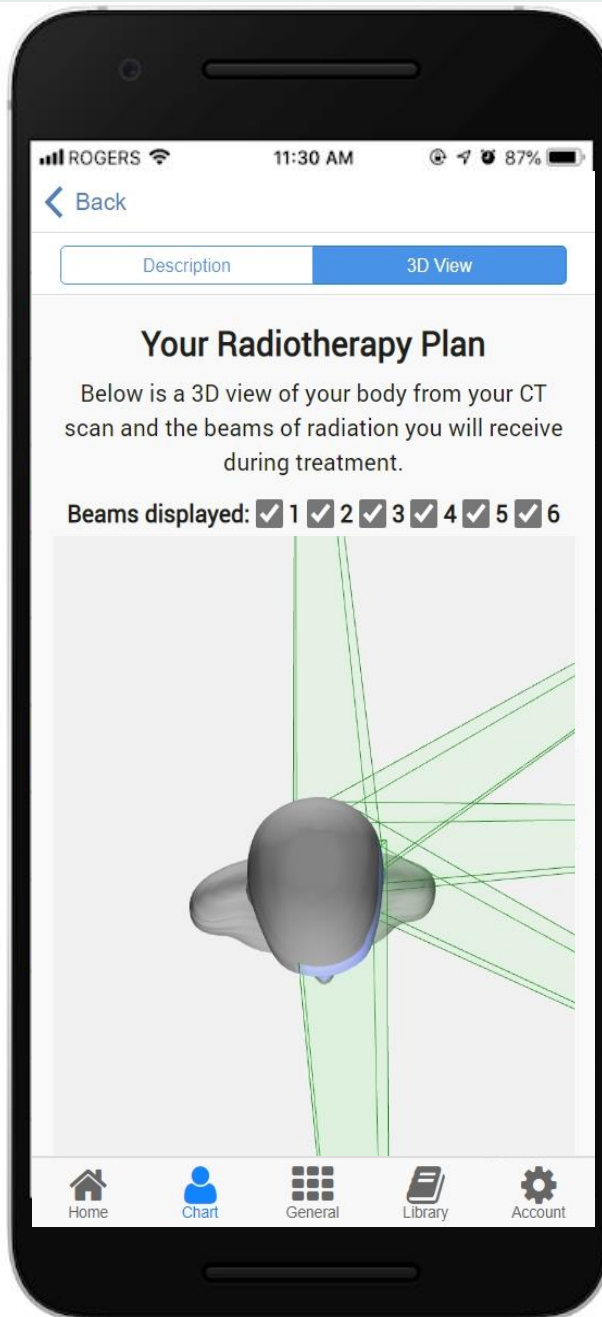 ROGERS 11:30 AM 87%
Back
Description 3D View
Your Radiotherapy Plan
Below is a 3D view of your body from your CT
scan and the beams of radiation you will receive
during treatment.
Beams displayed: 1 2 3 4 5 6
Home Chart General Library Account